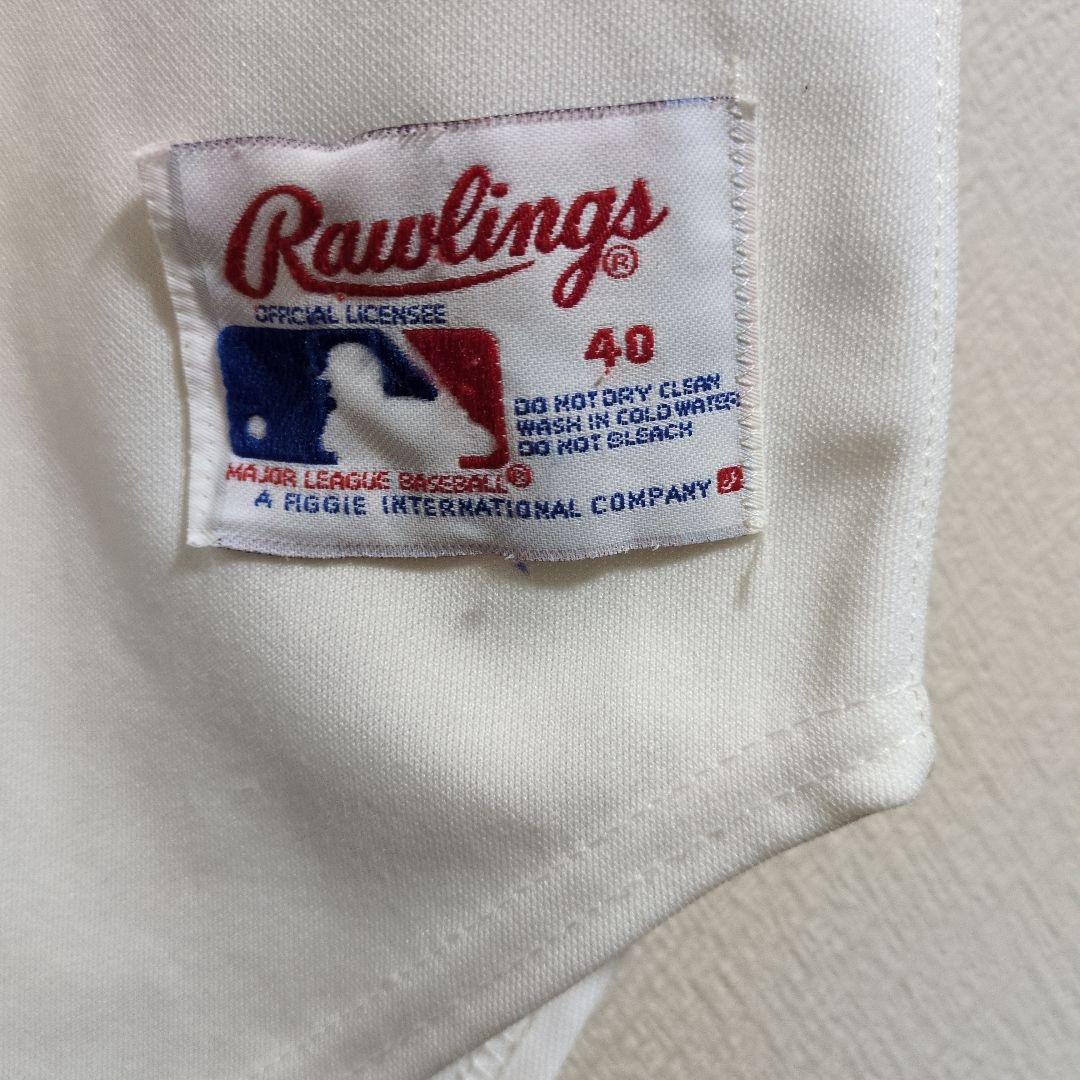 Rawlings®
OFFICIAL LICENSEE
40
DO NOT DRY CLEAN
WASH IN COLD WATER
DO NOT BLEACH
MAJOR LEAGUE BASEBALL®
A FIGGIE INTERNATIONAL COMPANY